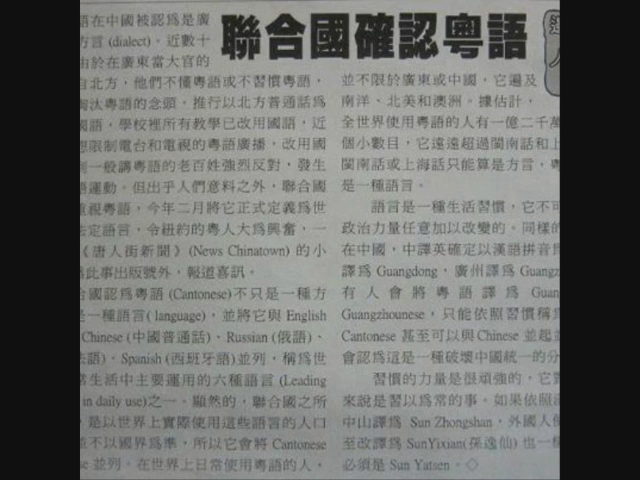 聯合國確認粵語
語在中國被認爲是廣
方言 (dialect)。近數十
由於在廣東當大官的
自北方，他們不懂粵語或不習慣粵語，
淘汰粵語的念頭。推行以北方普通話爲
國語，學校裡所有教學已改用國語，近
想限制電台和電視的粵語廣播，改用國
到一般講粵語的老百姓強烈反對，發生
語運動。但出乎人們意料之外，聯合國
重視粵語，今年二月將它正式定義爲世
法定語言，令紐約的粵人大爲興奮，一
《唐人街新聞》(News Chinatown) 的小
此事出版號外，報道喜訊。
合國認爲粵語 (Cantonese)不只是一種方
一種語言( language)，並將它與 English
Chinese (中國普通話)、Russian (俄語)、
法語)、Spanish (西班牙語) 並列，稱爲世
常生活中主要運用的六種語言 (Leading
in daily use)之一。顯然的，聯合國之所
是以世界上實際使用這些語言的人口
並不以國界爲準，所以它會將 Cantonese
se 並列。在世界上日常使用粵語的人，
並不限於廣東或中國，它遍及
南洋、北美和澳洲。據估計，
全世界使用粵語的人有一億二千萬
個小數目，它遠遠超過閩南話和上
閩南話或上海話只能算是方言，粵
是一種語言。
語言是一種生活習慣，它不可
政治力量任意加以改變的。同樣的
在中國，中譯英確定以漢語拼音爲
譯爲 Guangdong，廣州譯爲 Guangz
有人會將粵語譯爲 Guan
Guangzhounese，只能依照習慣稱爲
Cantonese 甚至可以與 Chinese 並起並
會認爲這是一種破壞中國統一的分
習慣的力量是很頑強的，它
來說是習以爲常的事。如果依照
中山譯爲 Sun Zhongshan，外國人
至改譯爲 SunYixian(孫逸仙) 也一
必須是 Sun Yatsen。◇